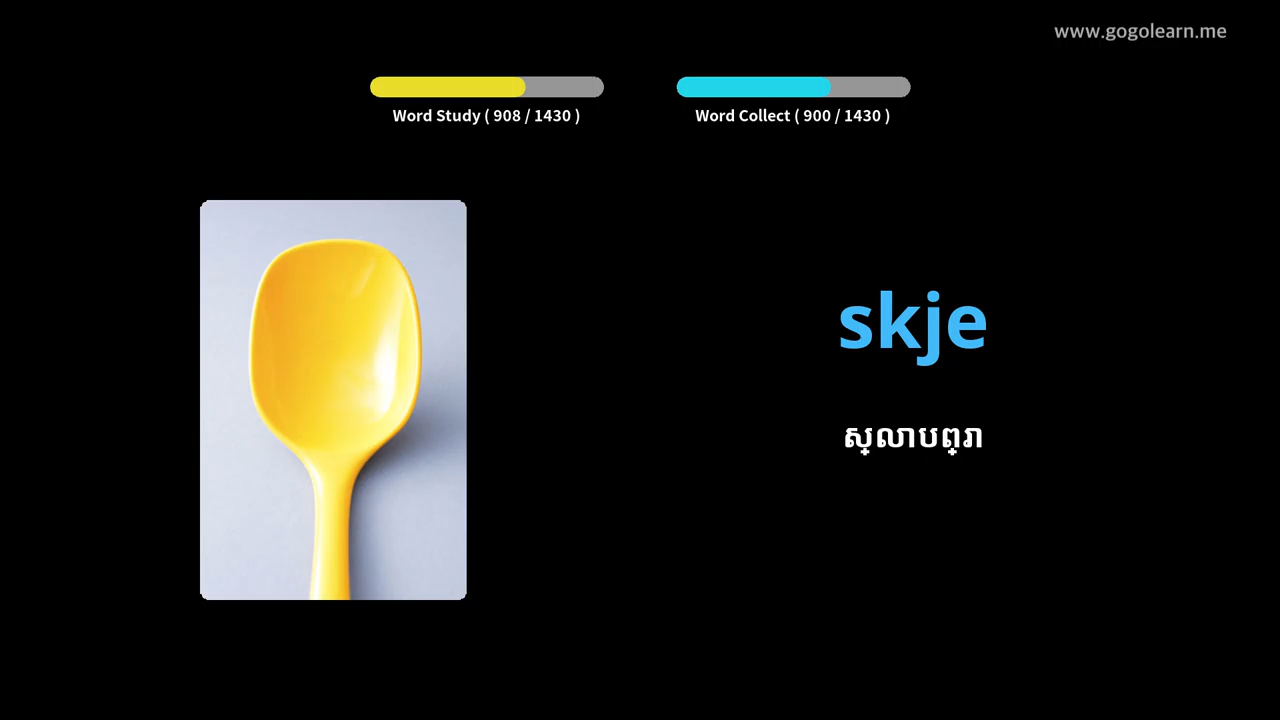 www.gogolearn.me
Word Study ( 908 / 1430 )
Word Collect ( 900 / 1430 )
skje
ស្លាបព្រា